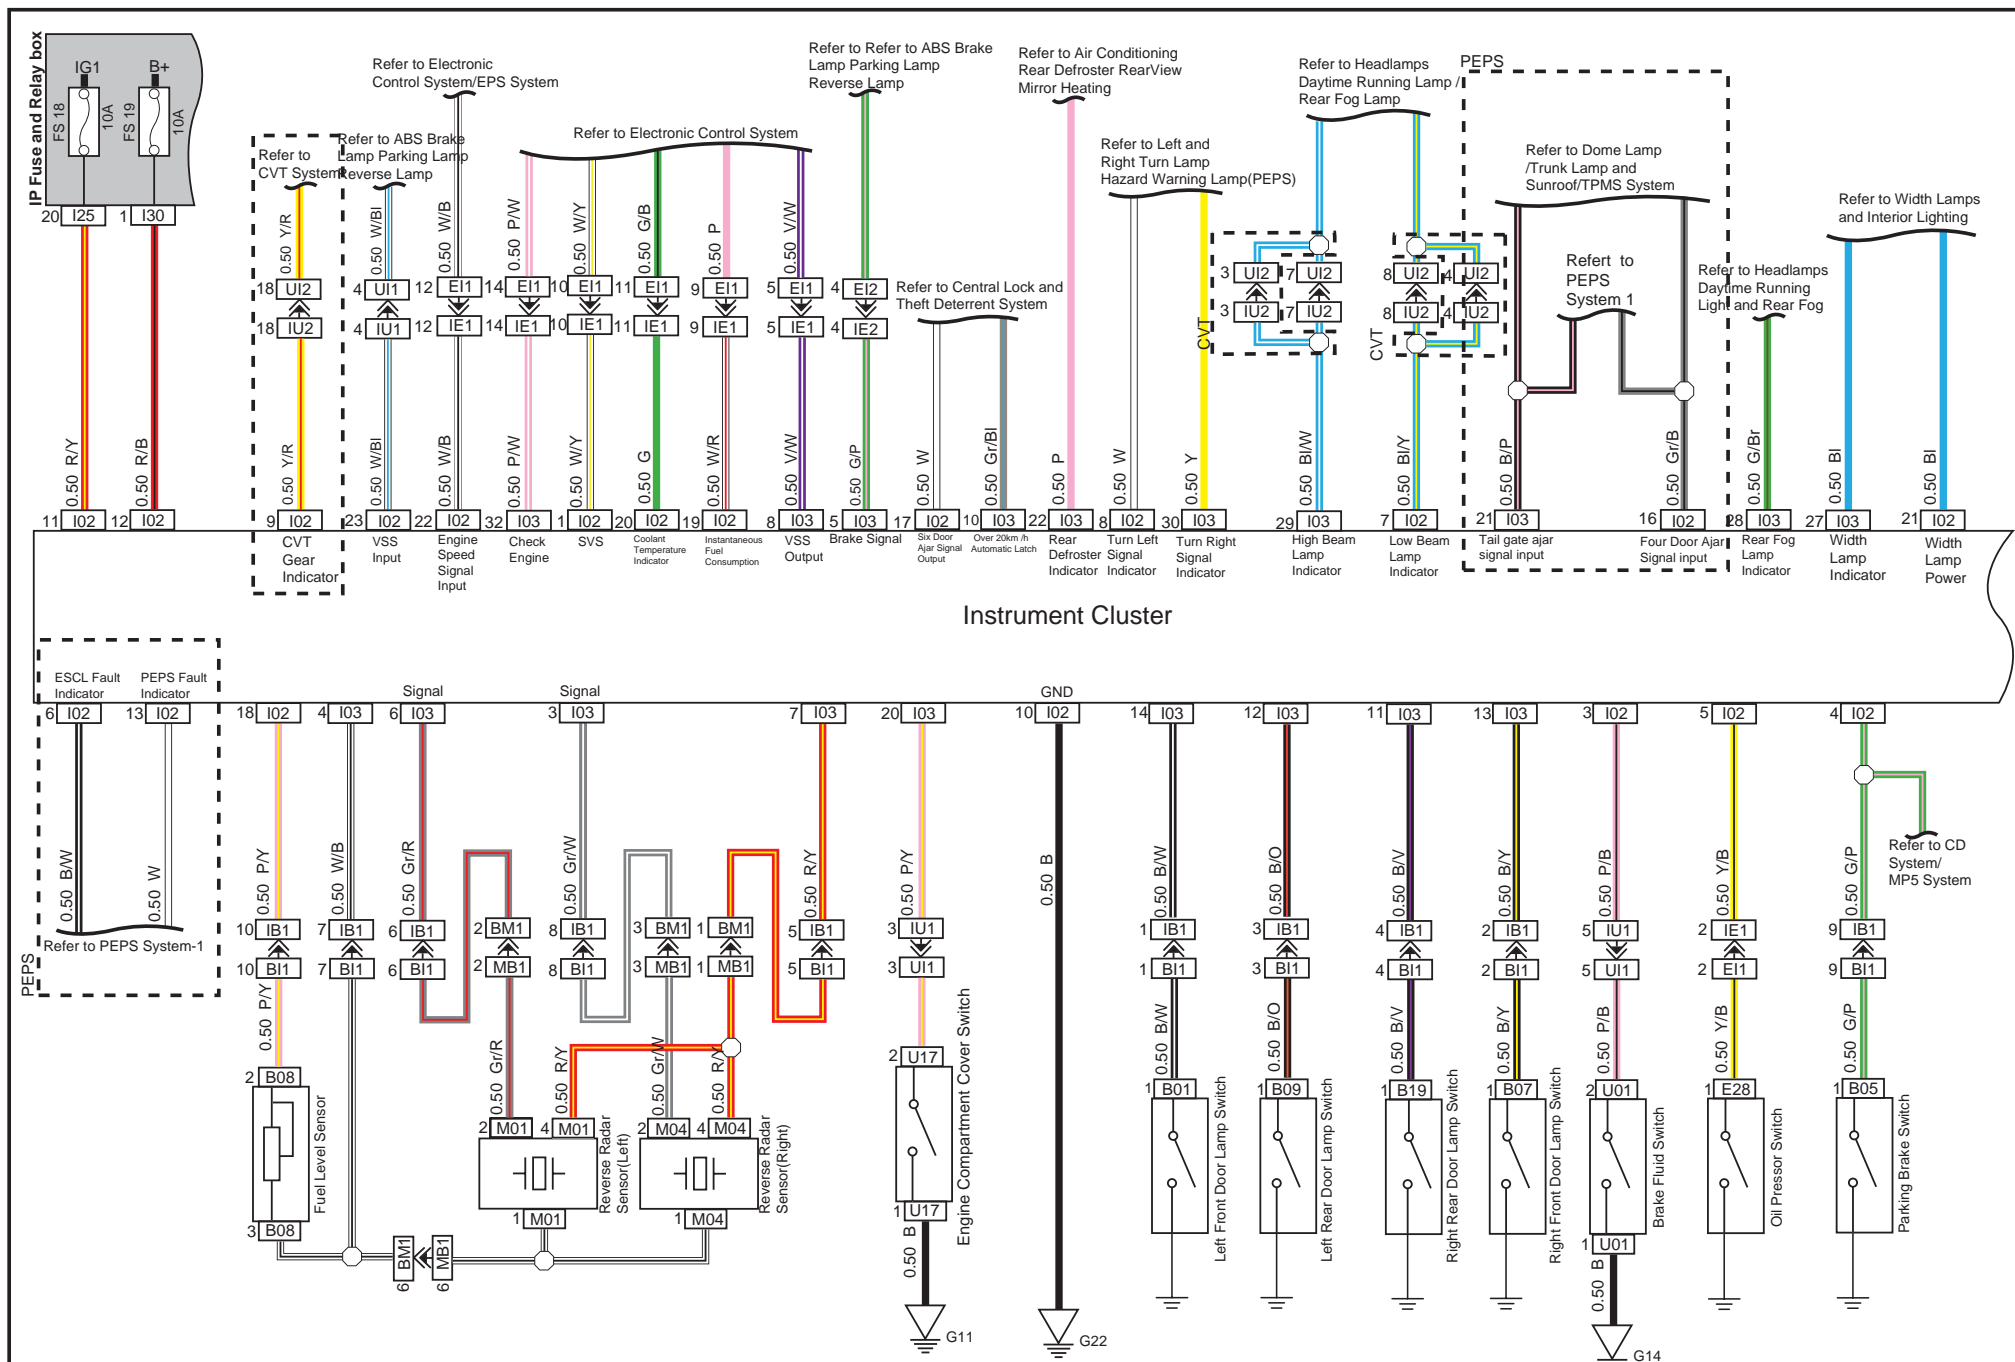 IP Fuse and Relay box
IG1
B+
FS 18
10A
FS 19
10A
20 I25
1 I30
Refer to
CVT System
Refer to ABS Brake
Lamp Parking Lamp
Reverse Lamp
Refer to Electronic
Control System/EPS System
Refer to Electronic Control System
Refer to Refer to ABS Brake
Lamp Parking Lamp
Reverse Lamp
Refer to Central Lock and
Theft Deterrent System
Refer to Air Conditioning
Rear Defroster RearView
Mirror Heating
Refer to Left and
Right Turn Lamp
Hazard Warning Lamp(PEPS)
Refer to Headlamps
Daytime Running Lamp /
Rear Fog Lamp
PEPS
Refer to Dome Lamp
/Trunk Lamp and
Sunroof/TPMS System
Refert to
PEPS
System 1
Refer to Headlamps
Daytime Running
Light and Rear Fog
Refer to Width Lamps
and Interior Lighting
0.50 Y/R
0.50 W/Bl
0.50 W/B
0.50 P/W
0.50 W/Y
0.50 G/B
0.50 P
0.50 V/W
18 UI2
4 UI1
12 EI1
14 EI1
10 EI1
11 EI1
9 EI1
5 EI1
4 EI2
3 UI2
7 UI2
8 UI2
4 UI2
18 IU2
4 IU1
12 IE1
14 IE1
10 IE1
11 IE1
9 IE1
5 IE1
4 IE2
3 IU2
7 IU2
8 IU2
4 IU2
CVT
CVT
0.50 R/Y
0.50 R/B
0.50 Y/R
0.50 W/Bl
0.50 W/B
0.50 P/W
0.50 W/Y
0.50 G
0.50 W/R
0.50 V/W
0.50 G/P
0.50 W
0.50 Gr/Bl
0.50 P
0.50 W
0.50 Y
0.50 Bl/W
0.50 Bl/Y
0.50 B/P
0.50 Gr/B
0.50 G/Br
0.50 Bl
0.50 Bl
11 I02
12 I02
9 I02
23 I02
22 I02
32 I03
1 I02
20 I02
19 I02
8 I03
5 I03
17 I02
10 I03
22 I03
8 I02
30 I03
29 I03
7 I02
21 I03
16 I02
28 I03
27 I03
21 I02
CVT
Gear
Indicator
VSS
Input
Engine
Speed
Signal
Input
Check
Engine
SVS
Coolant
Temperature
Indicator
Instantaneous
Fuel
Consumption
VSS
Output
Brake Signal
Six Door
Ajar Signal
Output
Over 20km /h
Automatic Latch
Rear
Defroster
Indicator
Turn Left
Signal
Indicator
Turn Right
Signal
Indicator
High Beam
Lamp
Indicator
Low Beam
Lamp
Indicator
Tail gate ajar
signal input
Four Door Ajar
Signal input
Rear Fog
Lamp
Indicator
Width
Lamp
Indicator
Width
Lamp
Power
Instrument Cluster
ESCL Fault
Indicator
PEPS Fault
Indicator
Signal
Signal
GND
6 I02
13 I02
18 I02
4 I03
6 I03
3 I03
7 I03
20 I03
10 I02
14 I03
12 I03
11 I03
13 I03
3 I02
5 I02
4 I02
0.50 B/W
0.50 W
0.50 P/Y
0.50 W/B
0.50 Gr/R
0.50 Gr/W
0.50 R/Y
0.50 P/Y
0.50 B
0.50 B/W
0.50 B/O
0.50 B/V
0.50 B/Y
0.50 P/B
0.50 Y/B
0.50 G/P
Refer to CD
System/
MP5 System
Refer to PEPS System-1
PEPS
10 IB1
7 IB1
6 IB1
2 BM1
8 IB1
3 BM1
1 BM1
5 IB1
3 IU1
1 IB1
3 IB1
4 IB1
2 IB1
5 IU1
2 IE1
9 IB1
10 BI1
7 BI1
6 BI1
2 MB1
8 BI1
3 MB1
1 MB1
5 BI1
3 UI1
1 BI1
3 BI1
4 BI1
2 BI1
5 UI1
2 EI1
9 BI1
0.50 P/Y
0.50 Gr/R
0.50 R/Y
0.50 Gr/W
0.50 R/Y
0.50 B/W
0.50 B/O
0.50 B/V
0.50 B/Y
0.50 P/B
0.50 Y/B
0.50 G/P
2 B08
2 M01
4 M01
2 M04
4 M04
2 U17
1 B01
1 B09
1 B19
1 B07
2 U01
1 E28
1 B05
Fuel Level Sensor
Reverse Radar
Sensor(Left)
Reverse Radar
Sensor(Right)
Engine Compartment Cover Switch
Left Front Door Lamp Switch
Left Rear Door Lamp Switch
Right Rear Door Lamp Switch
Right Front Door Lamp Switch
Brake Fluid Switch
Oil Pressor Switch
Parking Brake Switch
3 B08
1 M01
1 M04
1 U17
1 U01
6 BM1
6 MB1
0.50 B
0.50 B
G11
G22
G14